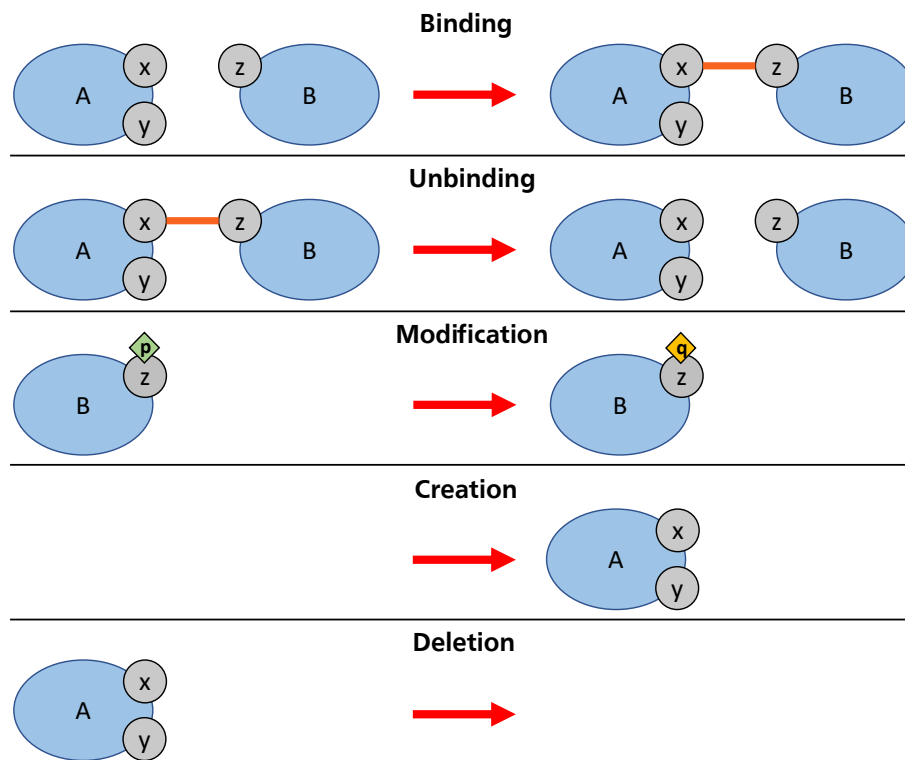 Binding
x z x z
A B A B
y y
Unbinding
x z x z
A B A B
y y
Modification
p q
z z
B B
Creation
x
A
y
Deletion
x
A
y